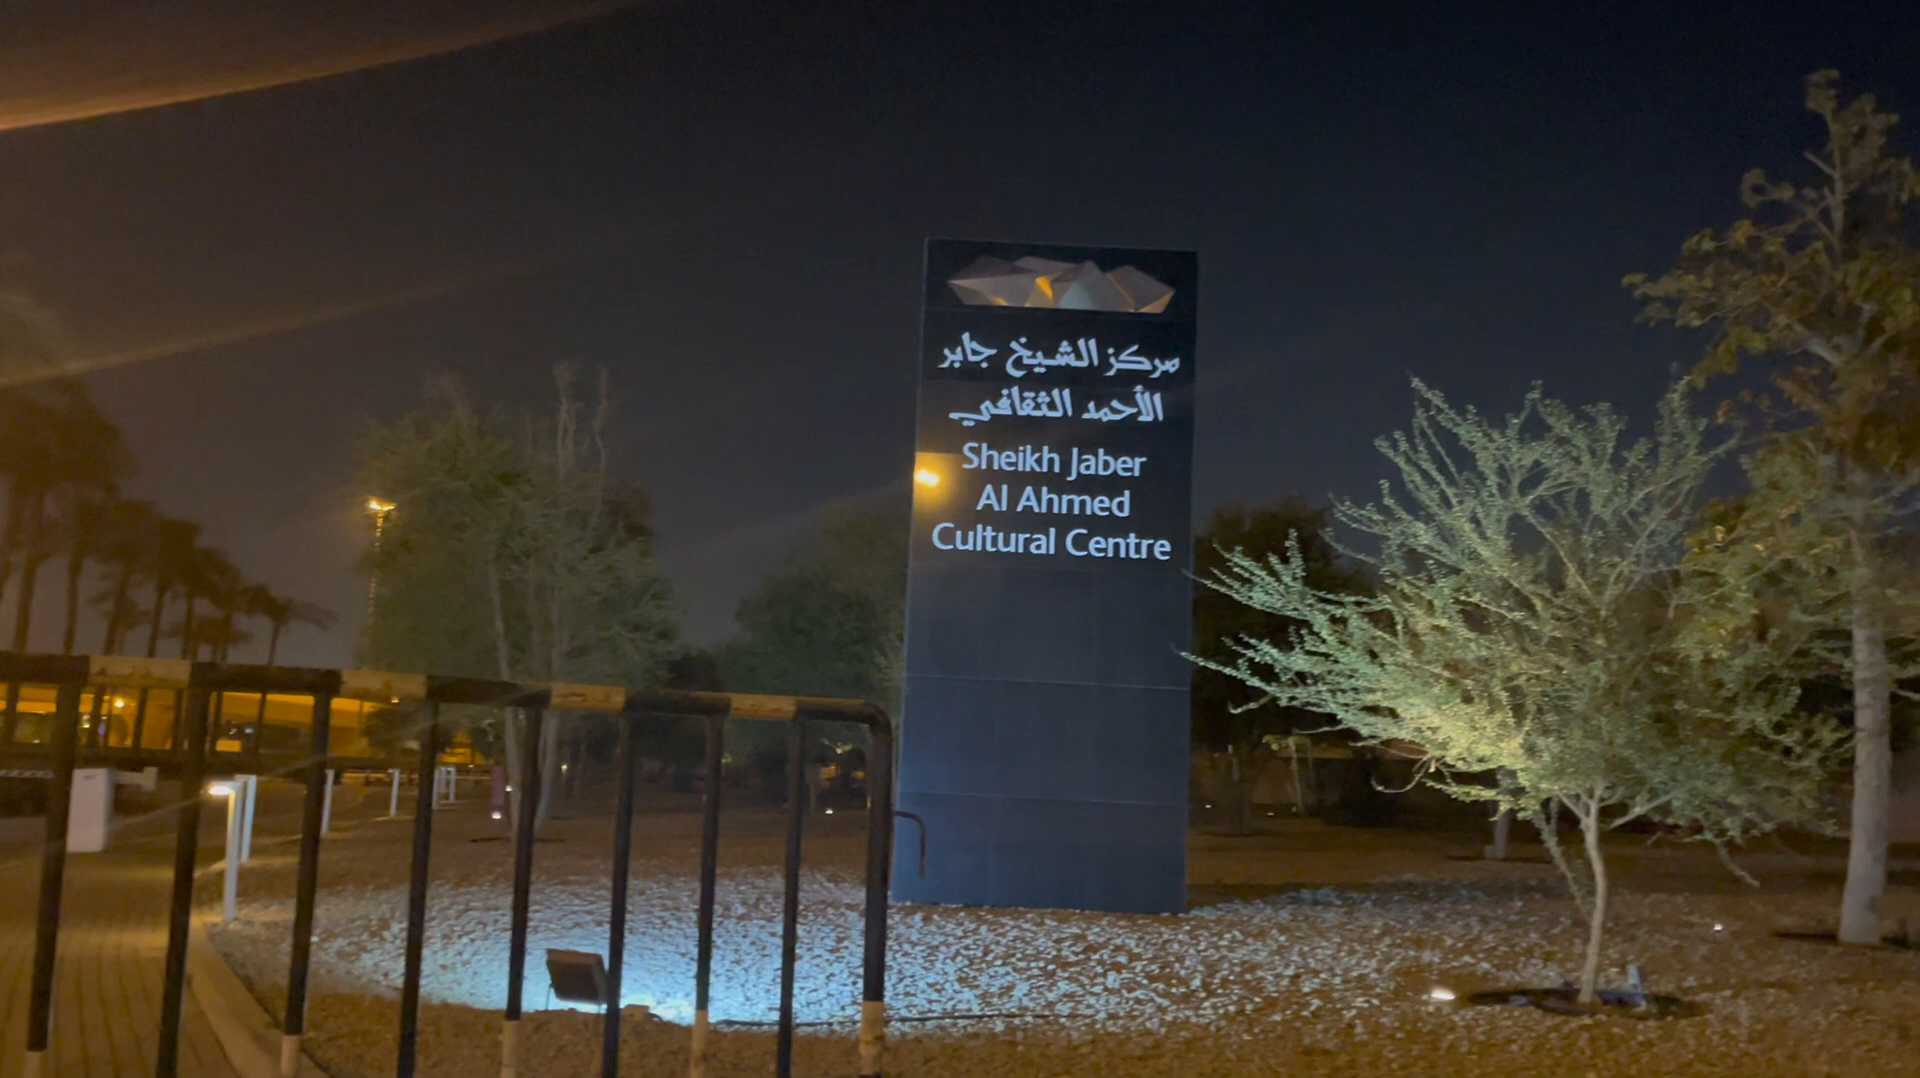 مركز الشيخ جابر
الأحمد الثقافي
Sheikh Jaber
Al Ahmed
Cultural Centre